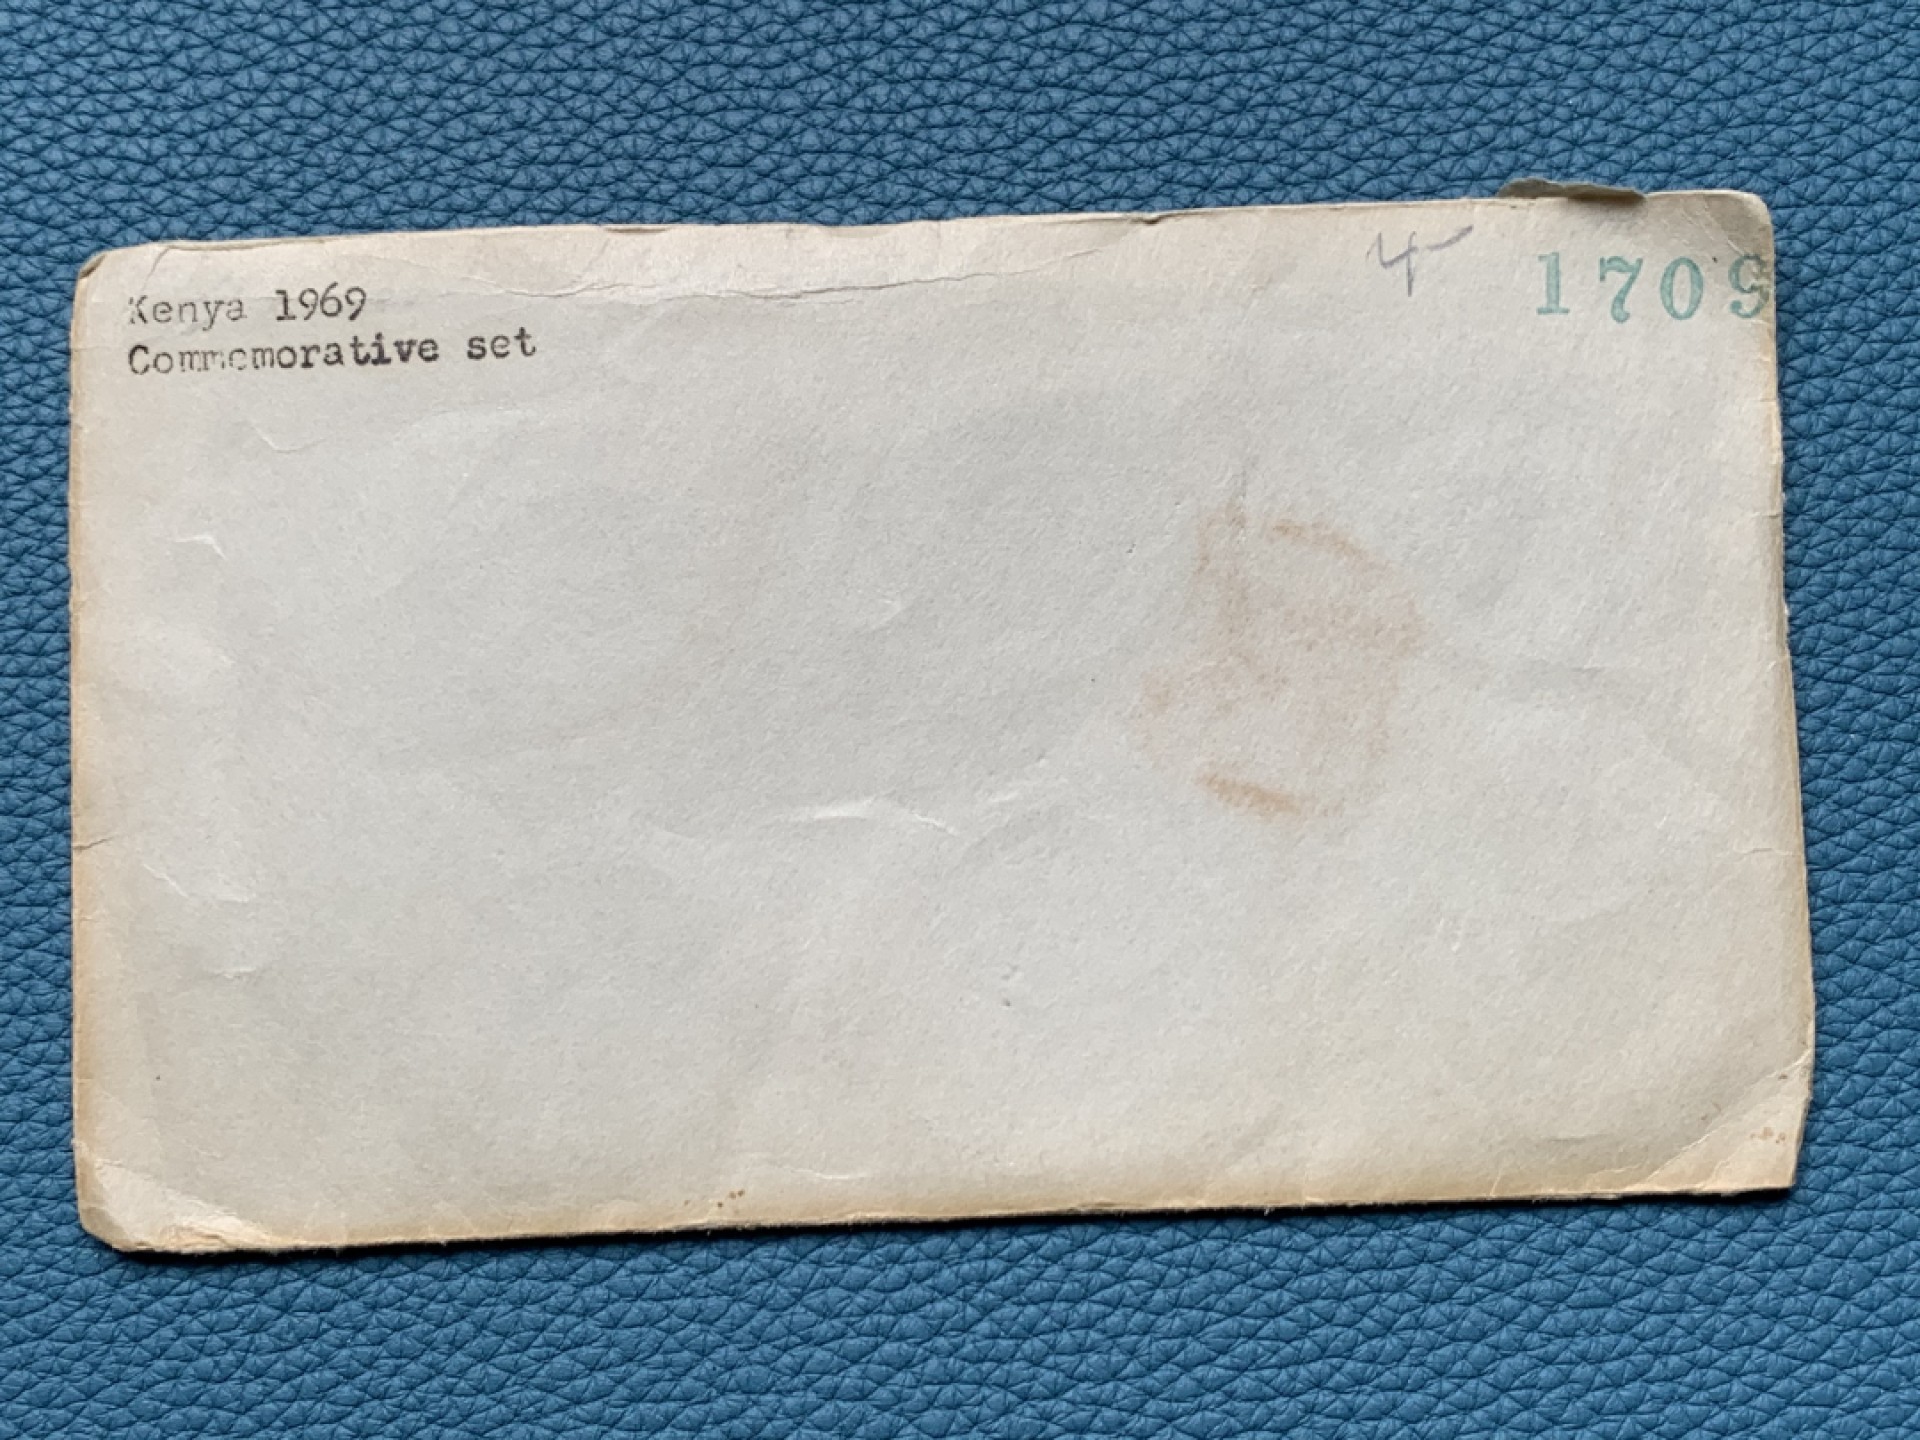 Kenya 1969
Commemorative set
4-
1709